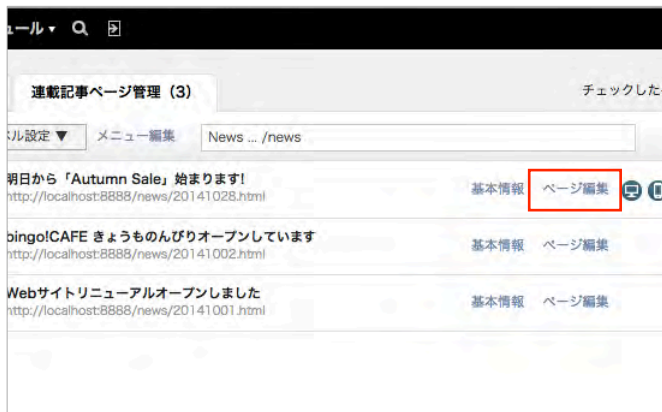 ュール▼
連載記事ページ管理（3） チェックした
ベル設定 ▼ メニュー編集 News ... /news
明日から「Autumn Sale」始まります!
http://localhost:8888/news/20141028.html
基本情報 ページ編集
bingo!CAFE きょうものんびりオープンしています
http://localhost:8888/news/20141002.html
基本情報 ページ編集
Webサイトリニューアルオープンしました
http://localhost:8888/news/20141001.html
基本情報 ページ編集